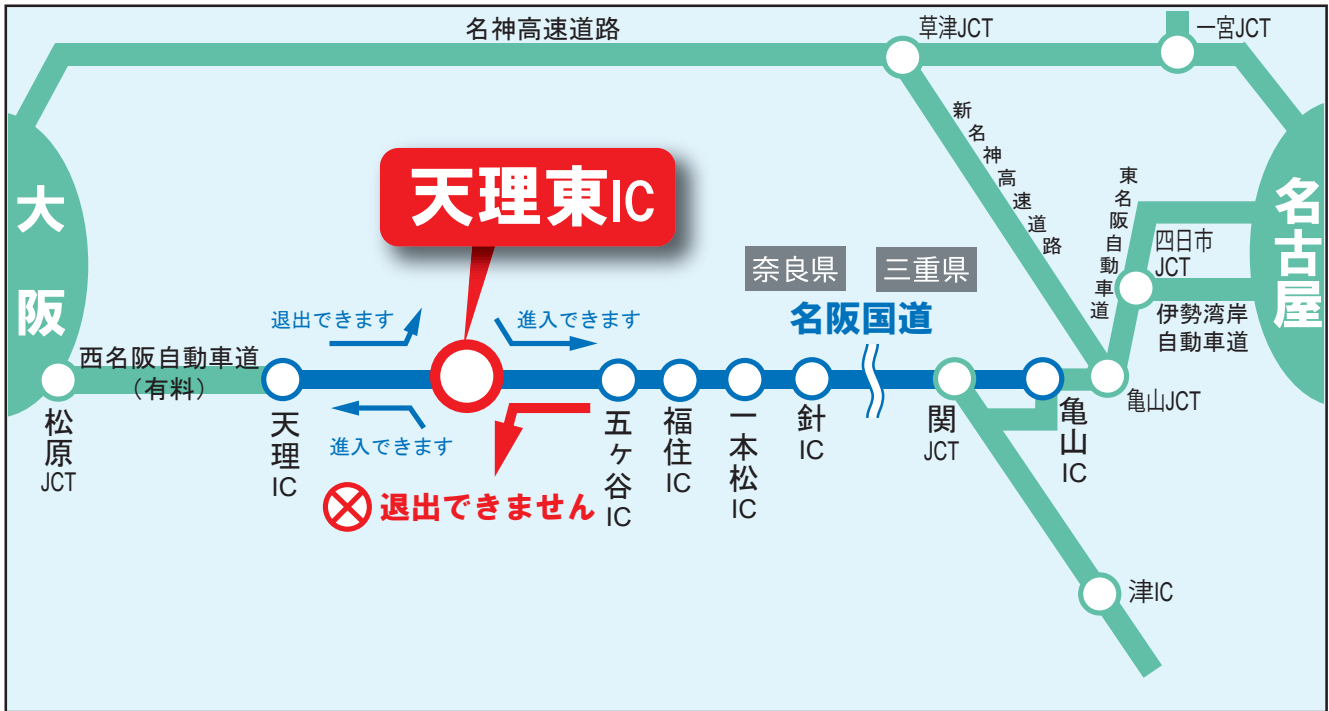 名神高速道路
草津JCT
一宮JCT
大阪
名古屋
新名神高速道路
東名阪自動車道
四日市
JCT
伊勢湾岸
自動車道
天理東IC
奈良県
三重県
名阪国道
退出できます
進入できます
西名阪自動車道
(有料)
進入できます
退出できません
松原JCT
天理IC
五ヶ谷IC
福住IC
一本松IC
針IC
関JCT
亀山IC
亀山JCT
津IC